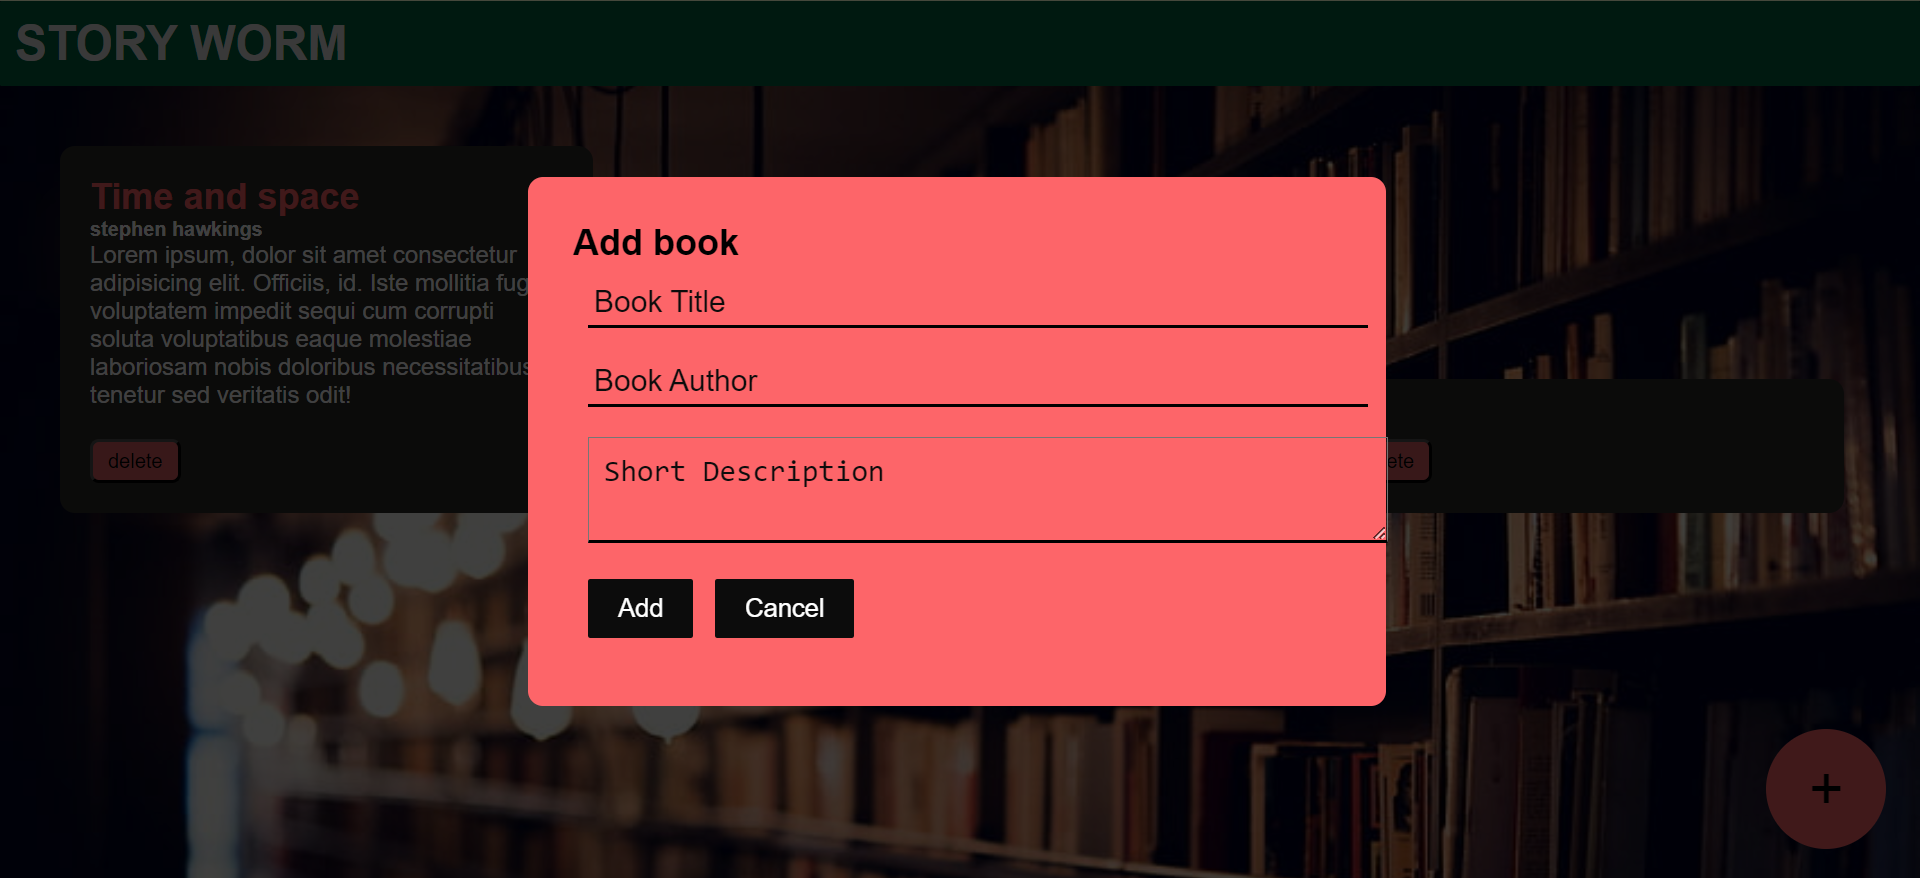 STORY WORM
Time and space
stephen hawkings
Lorem ipsum, dolor sit amet consectetur
adipisicing elit. Officiis, id. Iste mollitia fug
voluptatem impedit sequi cum corrupti
soluta voluptatibus eaque molestiae
laboriosam nobis doloribus necessitatibus
tenetur sed veritatis odit!
delete
Add book
Book Title
Book Author
Short Description
Add
Cancel
ete
+